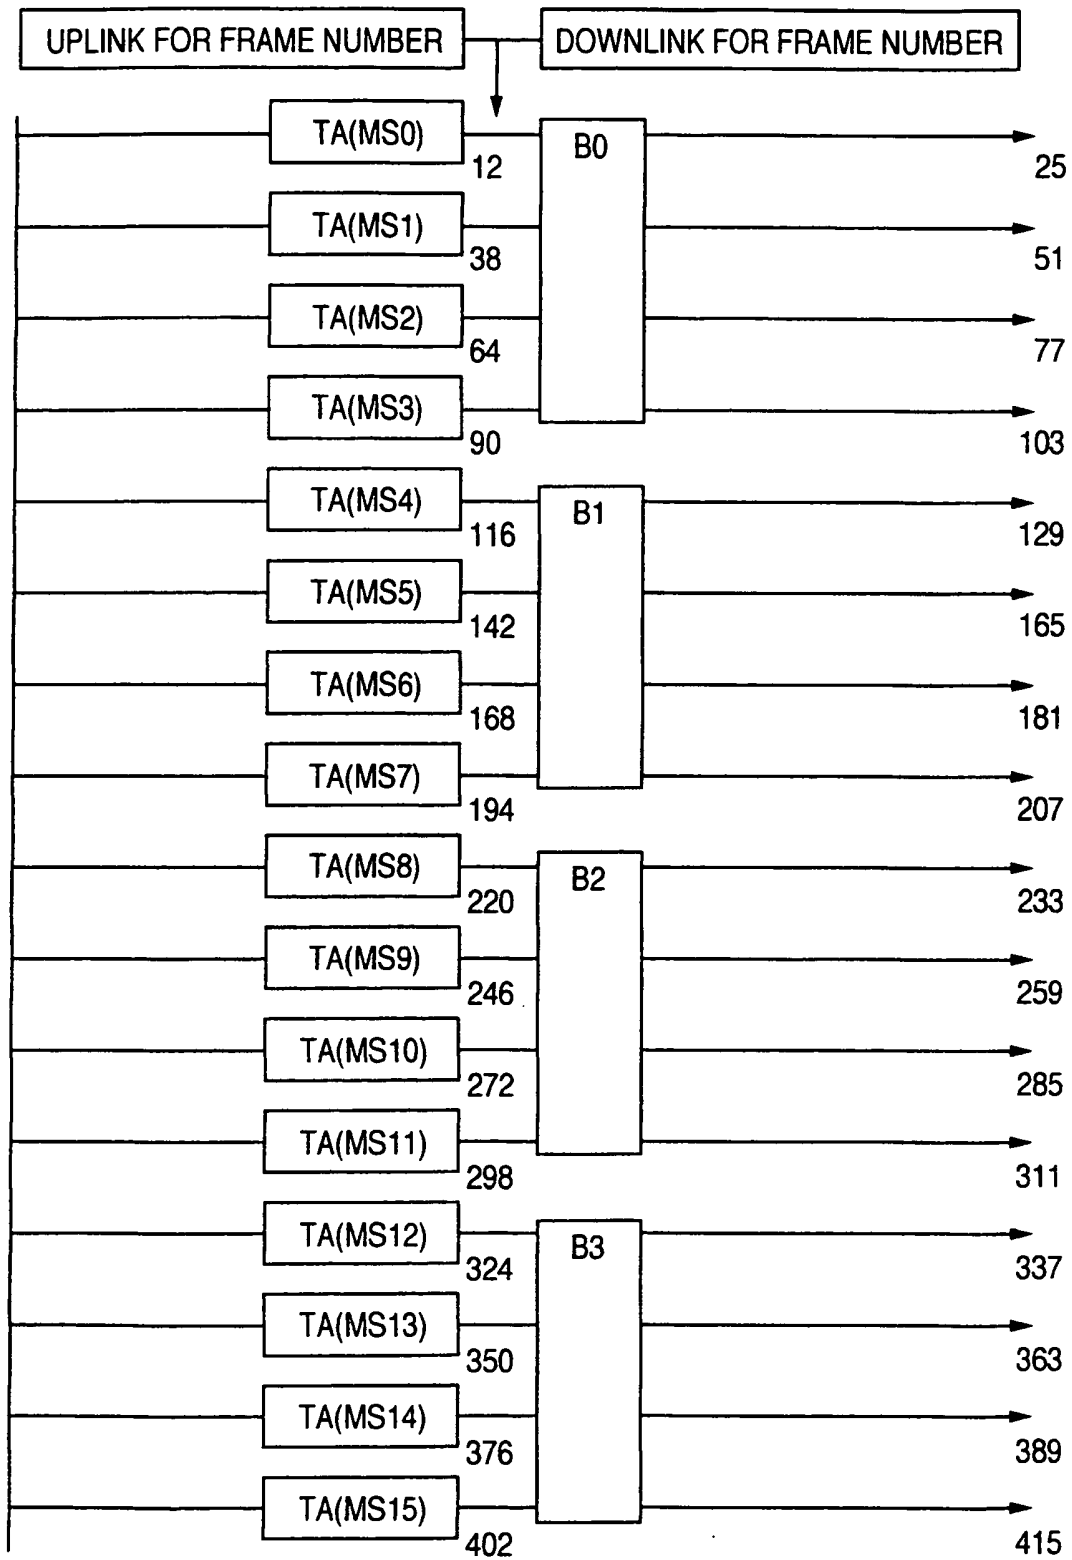 UPLINK FOR FRAME NUMBER DOWNLINK FOR FRAME NUMBER
TA(MS0) B0
12 25
TA(MS1)
38 51
TA(MS2)
64 77
TA(MS3)
90 103
TA(MS4) B1
116 129
TA(MS5)
142 165
TA(MS6)
168 181
TA(MS7)
194 207
TA(MS8) B2
220 233
TA(MS9)
246 259
TA(MS10)
272 285
TA(MS11)
298 311
TA(MS12) B3
324 337
TA(MS13)
350 363
TA(MS14)
376 389
TA(MS15)
402 415